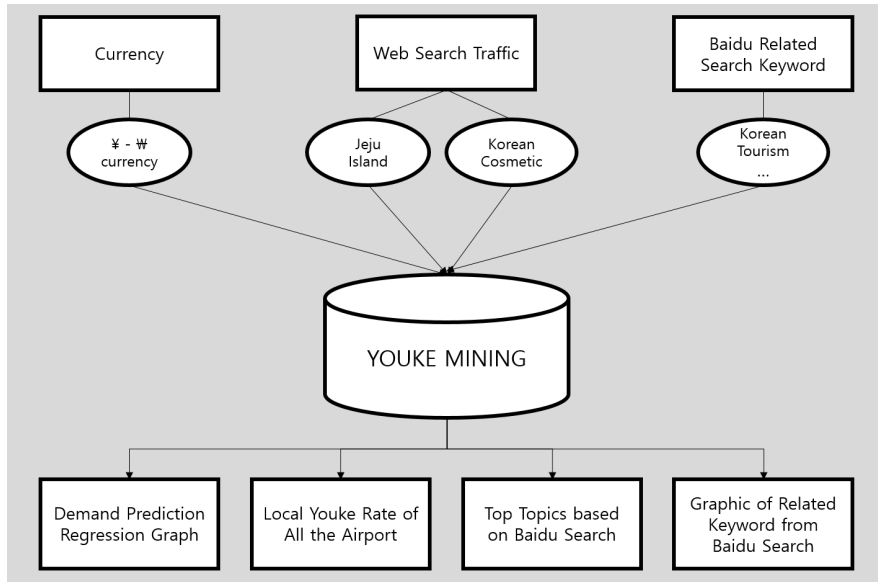 Currency
Web Search Traffic
Baidu Related
Search Keyword
¥ - ₩
currency
Jeju
Island
Korean
Cosmetic
Korean
Tourism
...
YOUKE MINING
Demand Prediction
Regression Graph
Local Youke Rate of
All the Airport
Top Topics based
on Baidu Search
Graphic of Related
Keyword from
Baidu Search